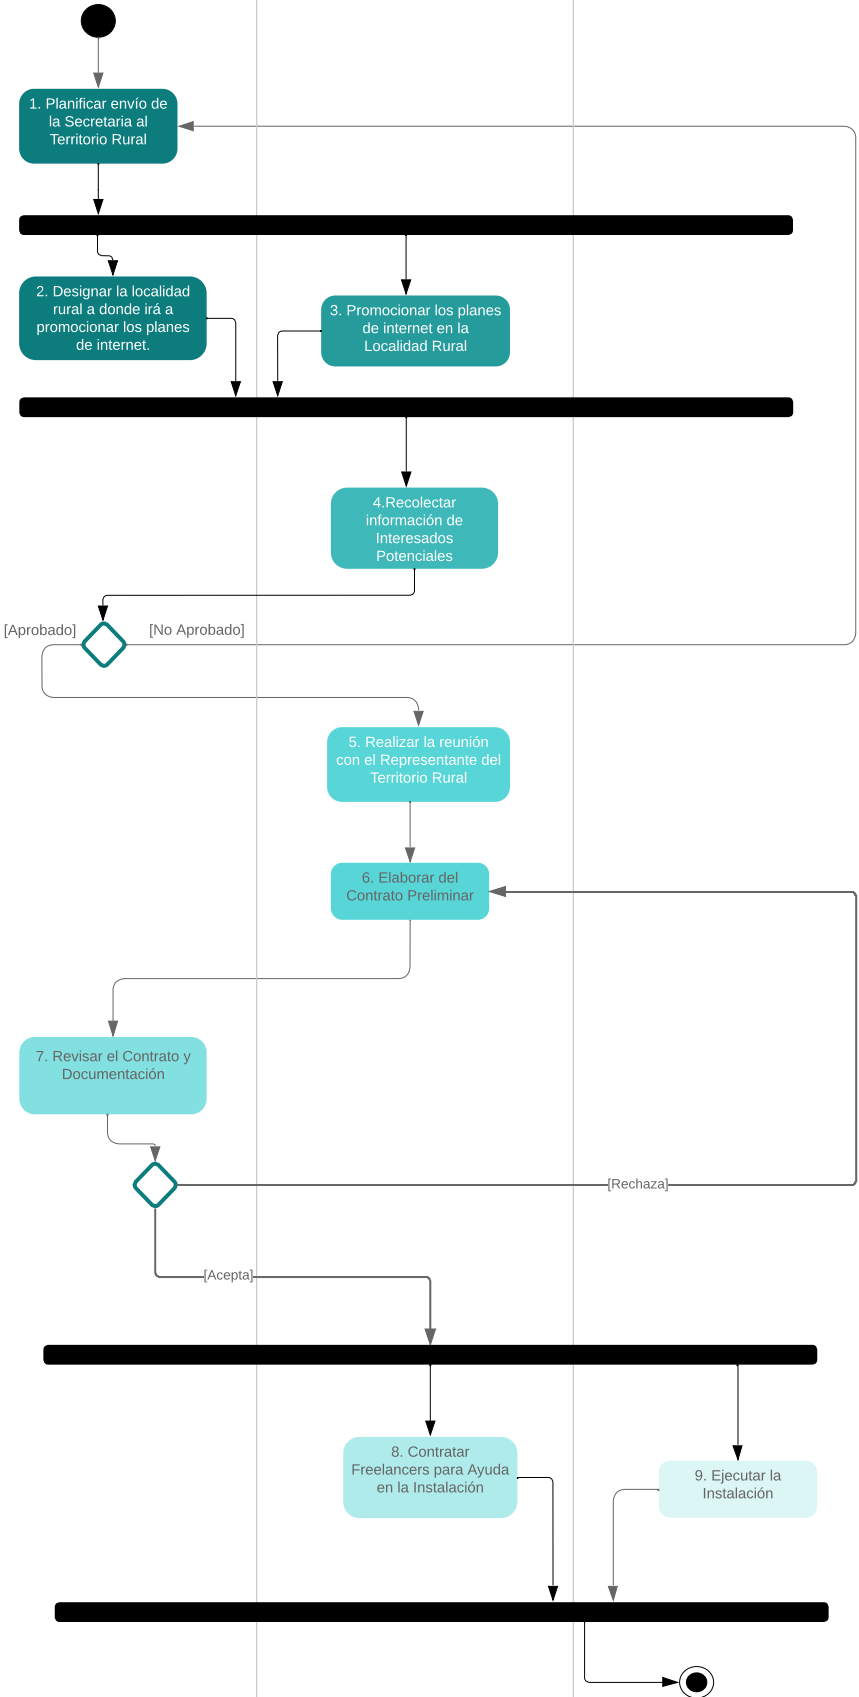 1. Planificar envío de
la Secretaria al
Territorio Rural
2. Designar la localidad
rural a donde irá a
promocionar los planes
de internet.
3. Promocionar los planes
de internet en la
Localidad Rural
4.Recolectar
información de
Interesados
Potenciales
[Aprobado]
[No Aprobado]
5. Realizar la reunión
con el Representante del
Territorio Rural
6. Elaborar del
Contrato Preliminar
7. Revisar el Contrato y
Documentación
[Rechaza]
[Acepta]
8. Contratar
Freelancers para Ayuda
en la Instalación
9. Ejecutar la
Instalación